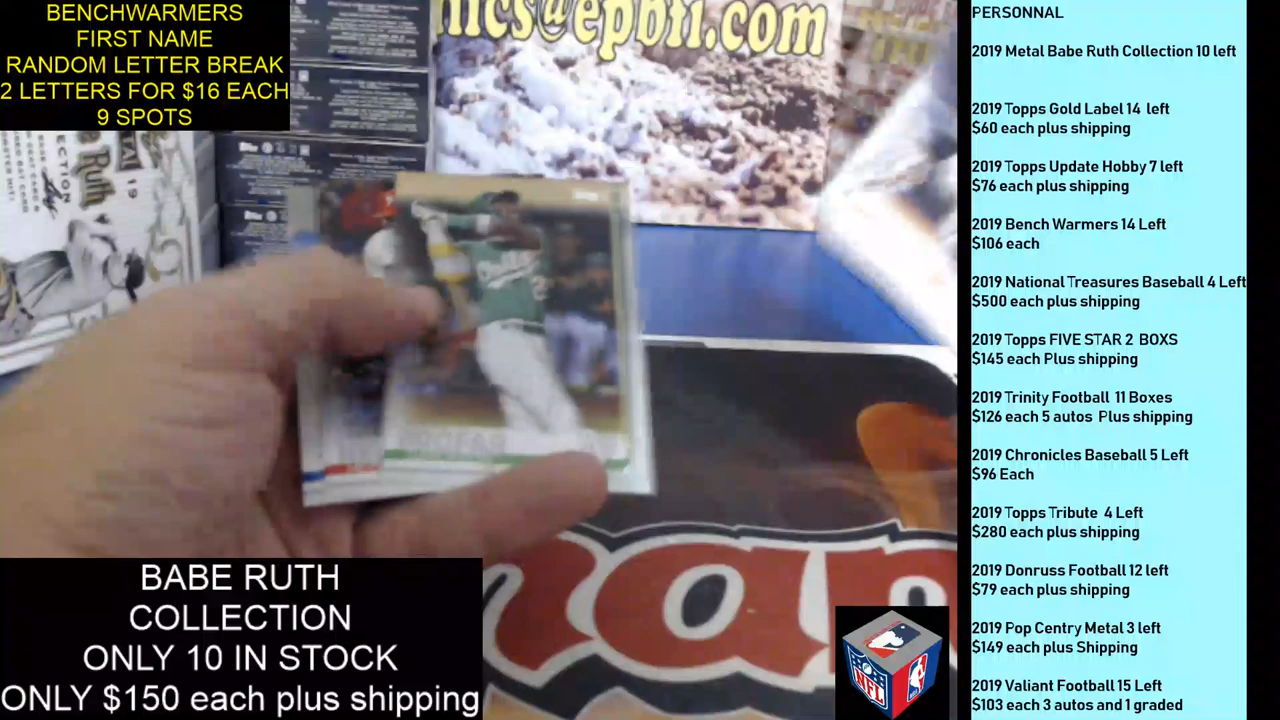 BENCHWARMERS
FIRST NAME
RANDOM LETTER BREAK
2 LETTERS FOR $16 EACH
9 SPOTS
nics@epbti.com
PERSONNAL
2019 Metal Babe Ruth Collection 10 left
2019 Topps Gold Label 14 left
$60 each plus shipping
2019 Topps Update Hobby 7 left
$76 each plus shipping
2019 Bench Warmers 14 Left
$106 each
2019 National Treasures Baseball 4 Left
$500 each plus shipping
2019 Topps FIVE STAR 2 BOXS
$145 each Plus shipping
2019 Trinity Football 11 Boxes
$126 each 5 autos Plus shipping
2019 Chronicles Baseball 5 Left
$96 Each
2019 Topps Tribute 4 Left
$280 each plus shipping
2019 Donruss Football 12 left
$79 each plus shipping
2019 Pop Centry Metal 3 left
$149 each plus Shipping
2019 Valiant Football 15 Left
$103 each 3 autos and 1 graded
BABE RUTH
COLLECTION
ONLY 10 IN STOCK
ONLY $150 each plus shipping
NFL